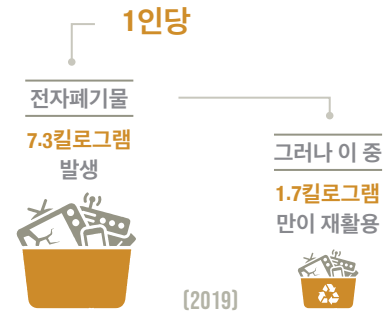 1인당
전자폐기물
7.3킬로그램
발생
그러나 이 중
1.7킬로그램
만이 재활용
(2019)